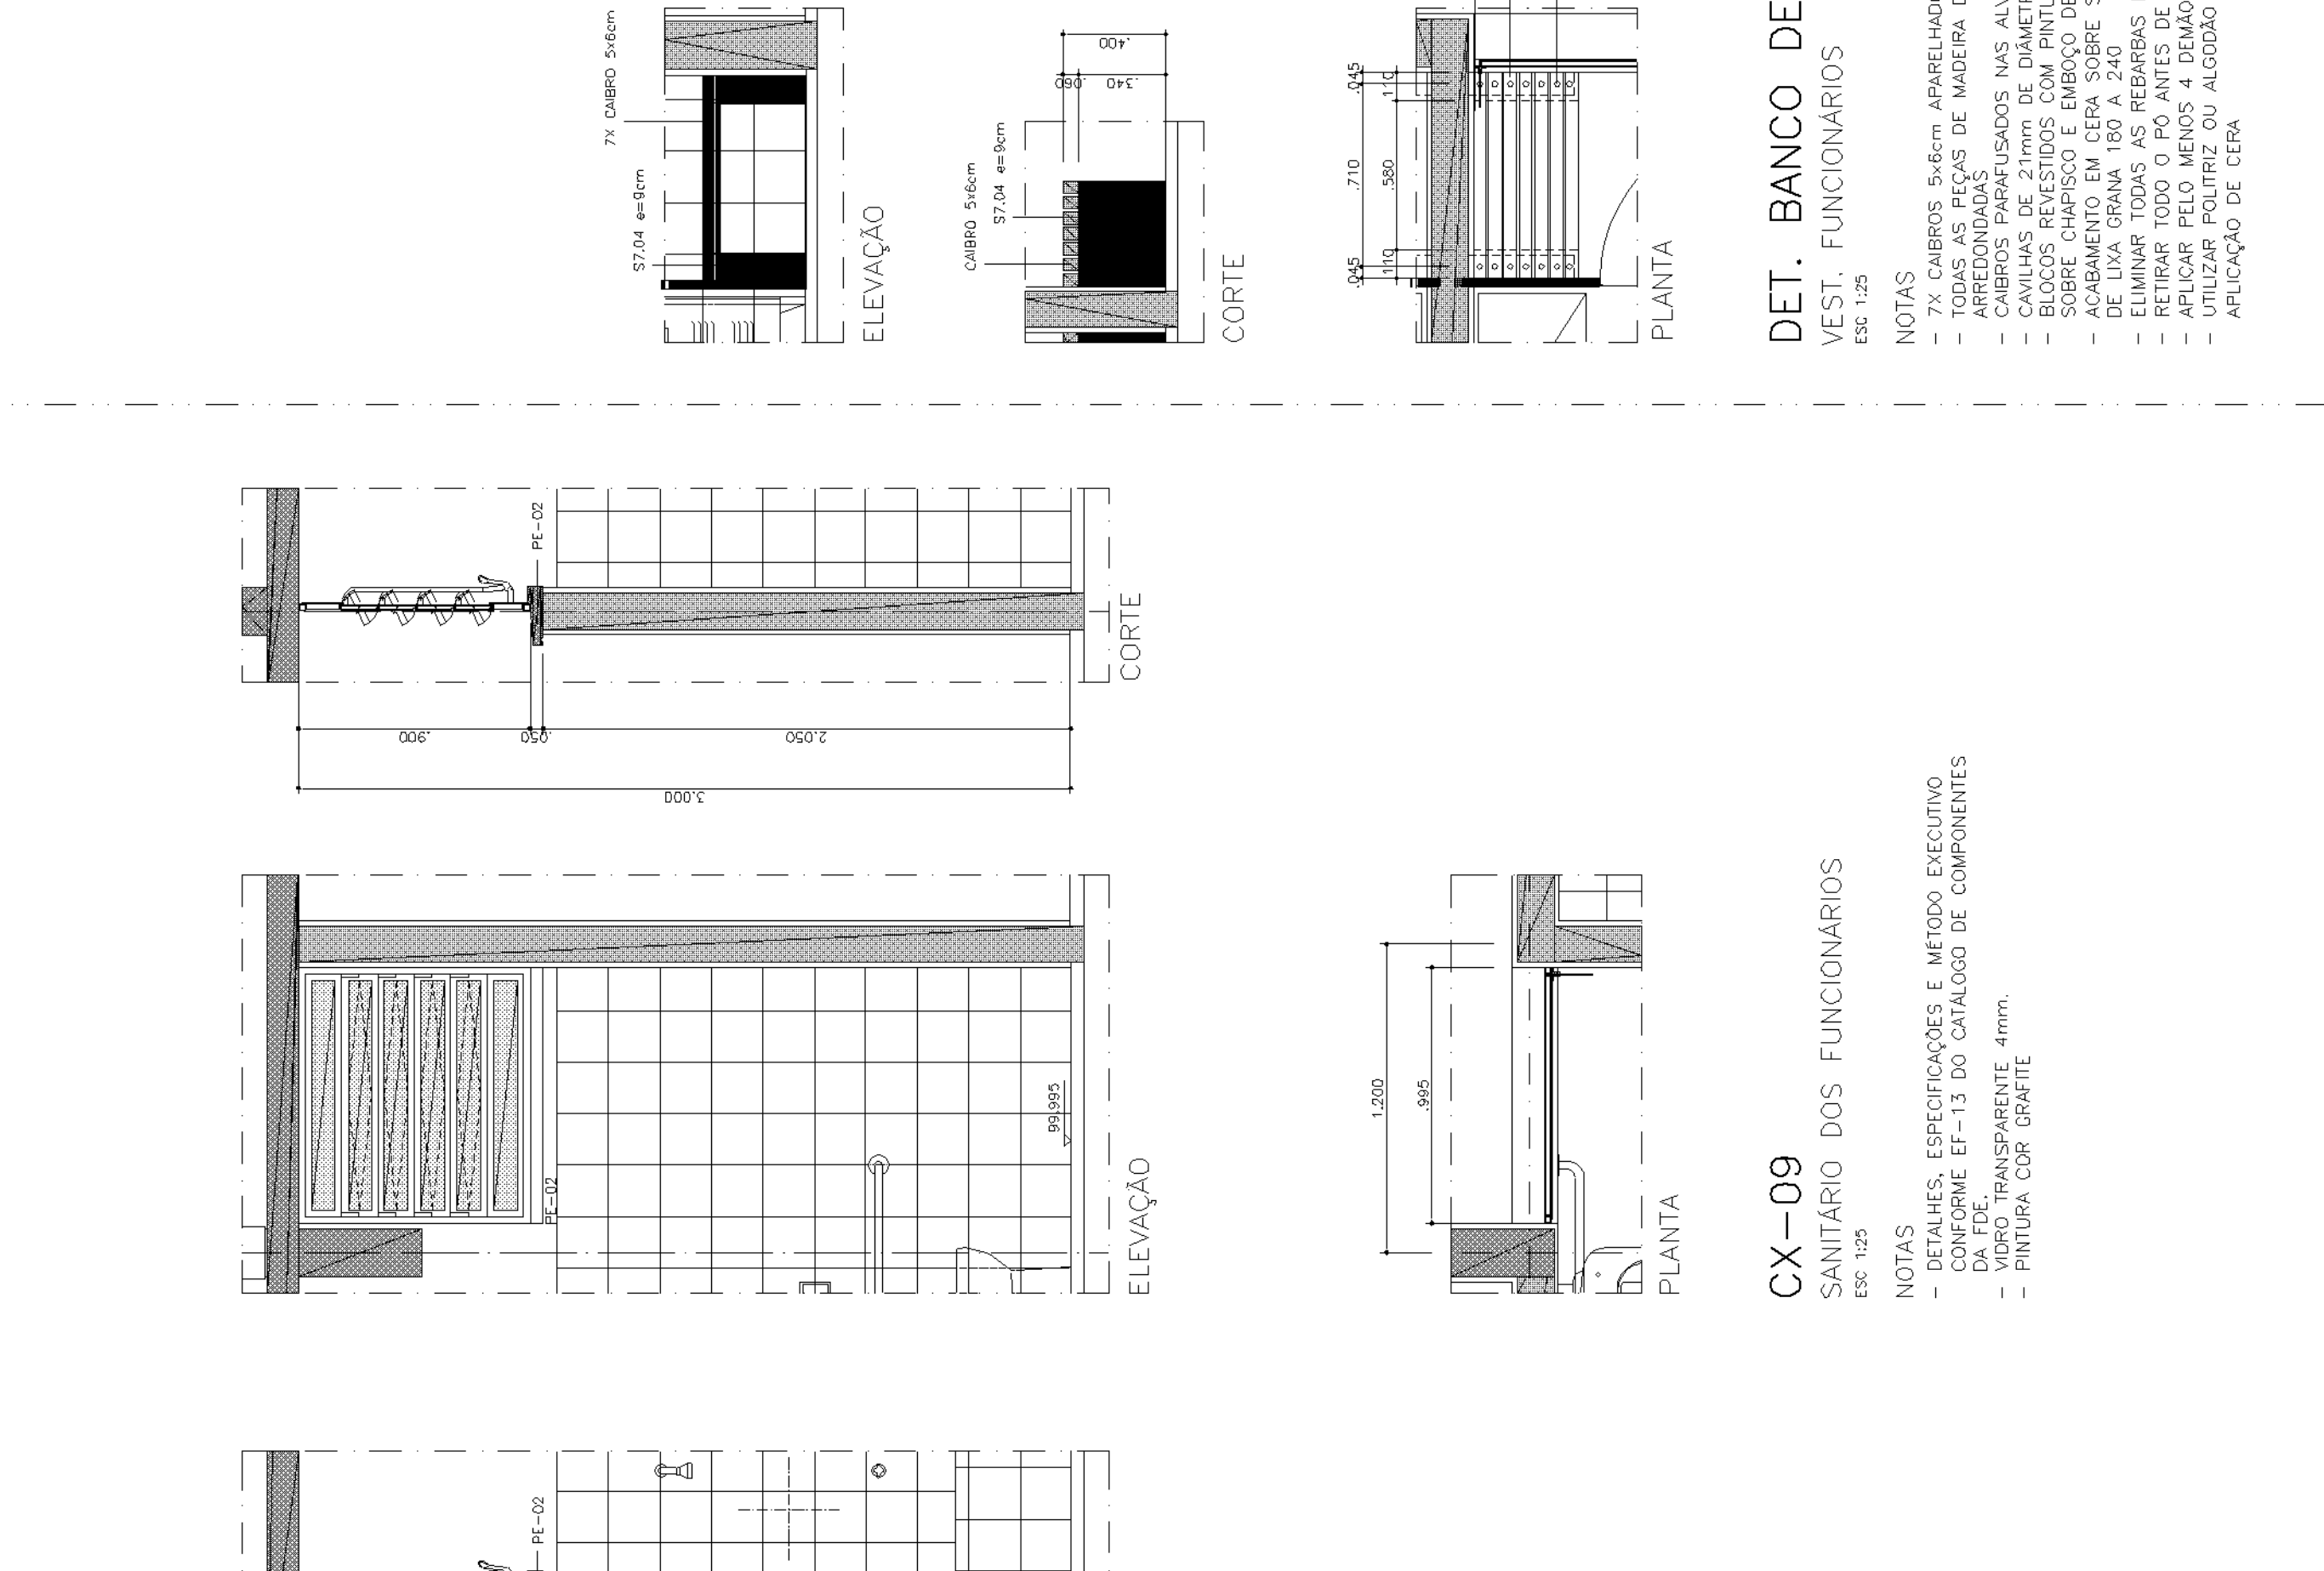 7X CAIBRO 5x6cm
S7.04 e=9cm
ELEVAÇÃO
CAIBRO 5x6cm
S7.04 e=9cm
.400
.060
.340
CORTE
.045
.110
.710
.580
.110
.045
PLANTA
DET. BANCO DE
VEST. FUNCIONÁRIOS
ESC 1:25
NOTAS
- 7X CAIBROS 5x6cm
- TODAS AS PEÇAS DE MADEIRA
ARREDONDADAS
- CAIBROS PARAFUSADOS NAS
- CAVILHAS DE 21mm DE
- BLOCOS REVESTIDOS COM
SOBRE CHAPISCO E EMBOÇO
- ACABAMENTO EM CERA SOBRE
DE LIXA GRANA 180 A 240
- ELIMINAR TODAS AS REBARBAS
- RETIRAR TODO O PÓ ANTES DE
- APLICAR PELO MENOS 4
- UTILIZAR POLITRIZ OU ALGODÃO
APLICAÇÃO DE CERA
PE-02
.900
.050
2.050
3.000
CORTE
PE-02
99.995
ELEVAÇÃO
1.200
.995
PLANTA
CX-09
SANITÁRIO DOS FUNCIONÁRIOS
ESC 1:25
NOTAS
- DETALHES, ESPECIFICAÇÕES E MÉTODO EXECUTIVO
CONFORME EF-13 DO CATÁLOGO DE COMPONENTES
DA FDE.
- VIDRO TRANSPARENTE 4mm.
- PINTURA COR GRAFITE
PE-02